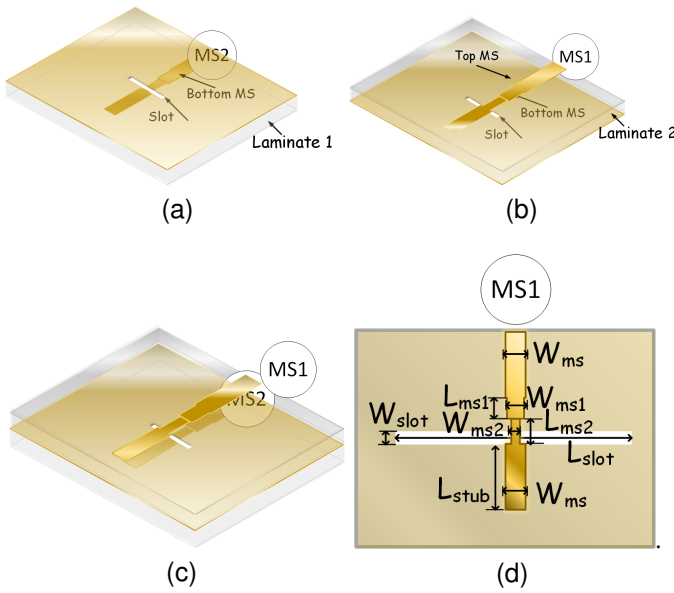 MS2
Bottom MS
Slot
Laminate 1
(a)
MS1
Top MS
Bottom MS
Slot
Laminate 2
(b)
MS1
MS2
(c)
MS1
Wms
Lms1
Wms1
Wslot
Wms2
Lms2
Lslot
Lstub
Wms
(d)
.